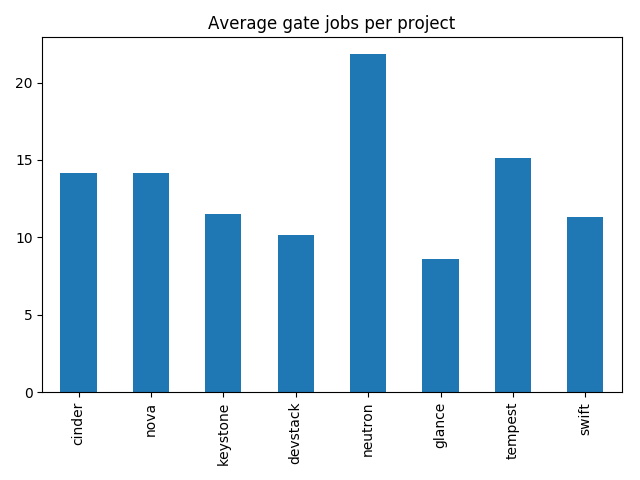 Average gate jobs per project
20
15
10
5
0
cinder
nova
keystone
devstack
neutron
glance
tempest
swift